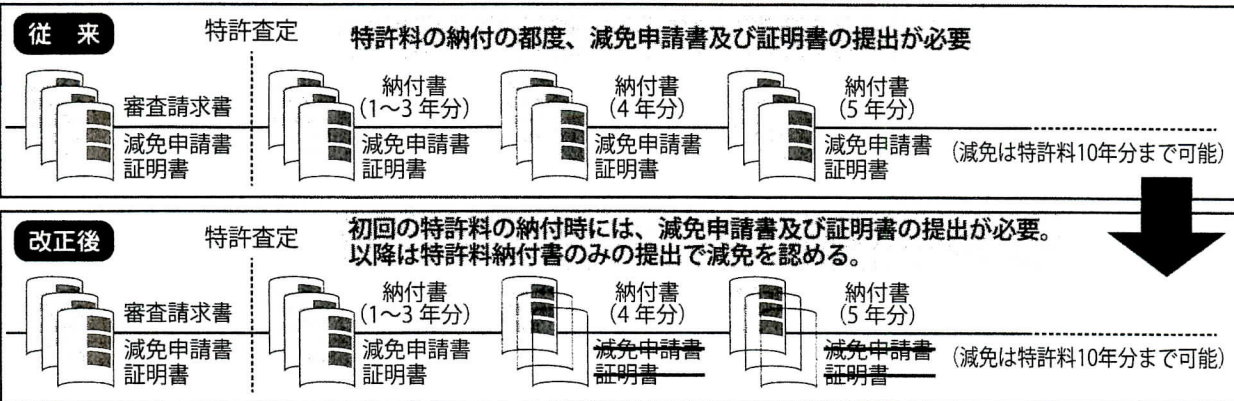 従 来
特許査定
特許料の納付の都度、減免申請書及び証明書の提出が必要
審査請求書
減免申請書
証明書
納付書
(1〜3年分)
減免申請書
証明書
納付書
(4年分)
減免申請書
証明書
納付書
(5年分)
減免申請書
証明書
(減免は特許料10年分まで可能)
改正後
特許査定
初回の特許料の納付時には、減免申請書及び証明書の提出が必要。
以降は特許料納付書のみの提出で減免を認める。
審査請求書
減免申請書
証明書
納付書
(1〜3年分)
減免申請書
証明書
納付書
(4年分)
減免申請書
証明書
納付書
(5年分)
減免申請書
証明書
(減免は特許料10年分まで可能)